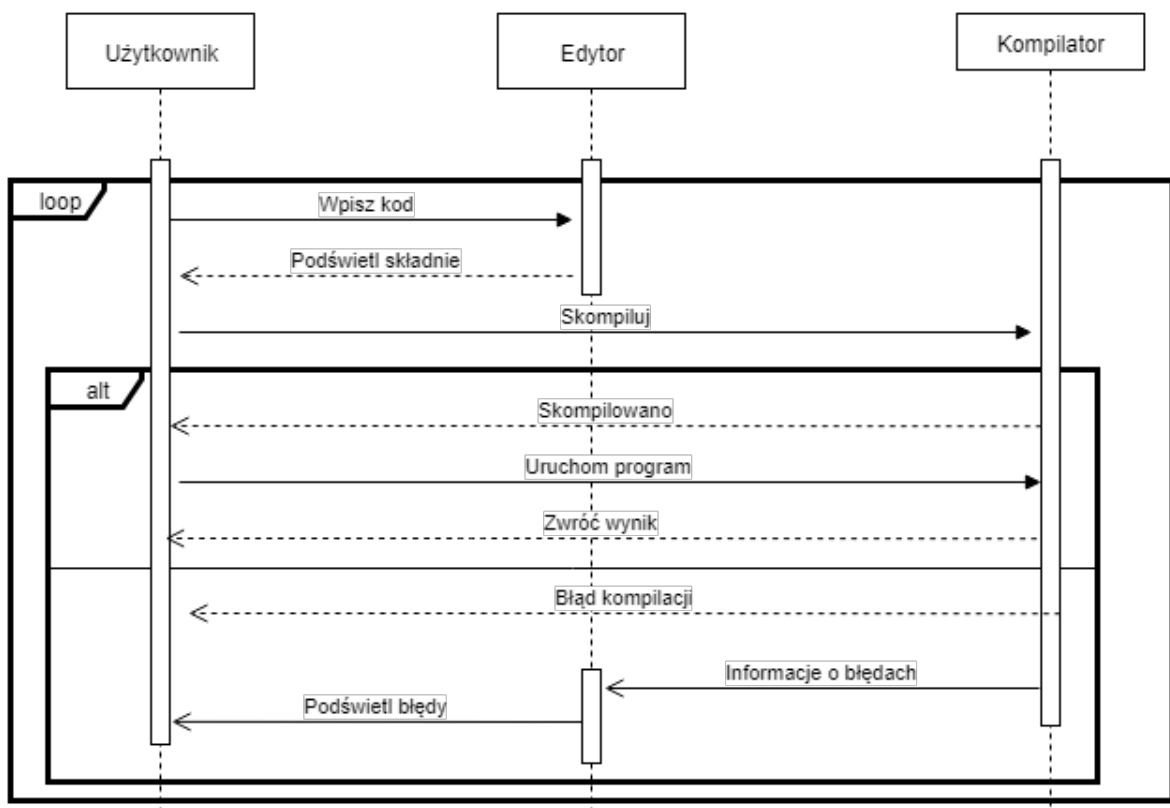 Użytkownik
Edytor
Kompilator
loop
Wpisz kod
Podświetl składnie
Skompiluj
alt
Skompilowano
Uruchom program
Zwróć wynik
Błąd kompilacji
Informacje o błędach
Podświetl błędy